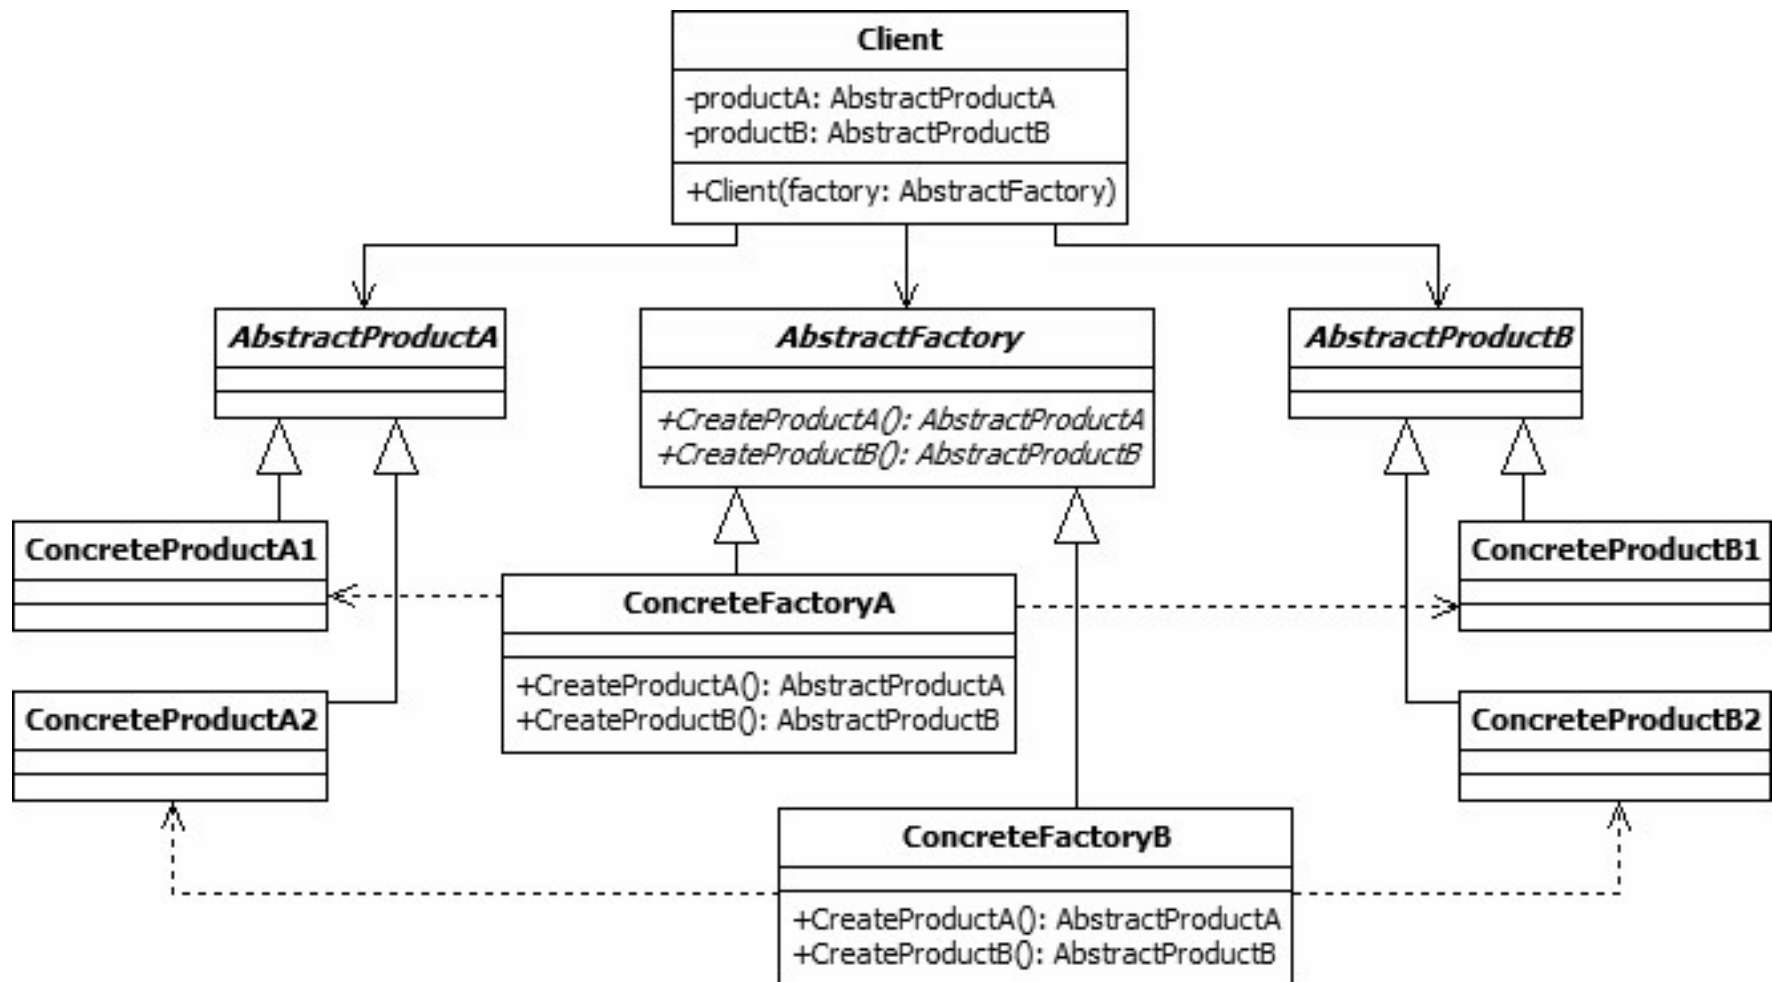 Client
-productA: AbstractProductA
-productB: AbstractProductB
+Client(factory: AbstractFactory)
AbstractProductA
AbstractFactory
+CreateProductA(): AbstractProductA
+CreateProductB(): AbstractProductB
AbstractProductB
ConcreteProductA1
ConcreteProductB1
ConcreteFactoryA
+CreateProductA(): AbstractProductA
+CreateProductB(): AbstractProductB
ConcreteProductA2
ConcreteProductB2
ConcreteFactoryB
+CreateProductA(): AbstractProductA
+CreateProductB(): AbstractProductB